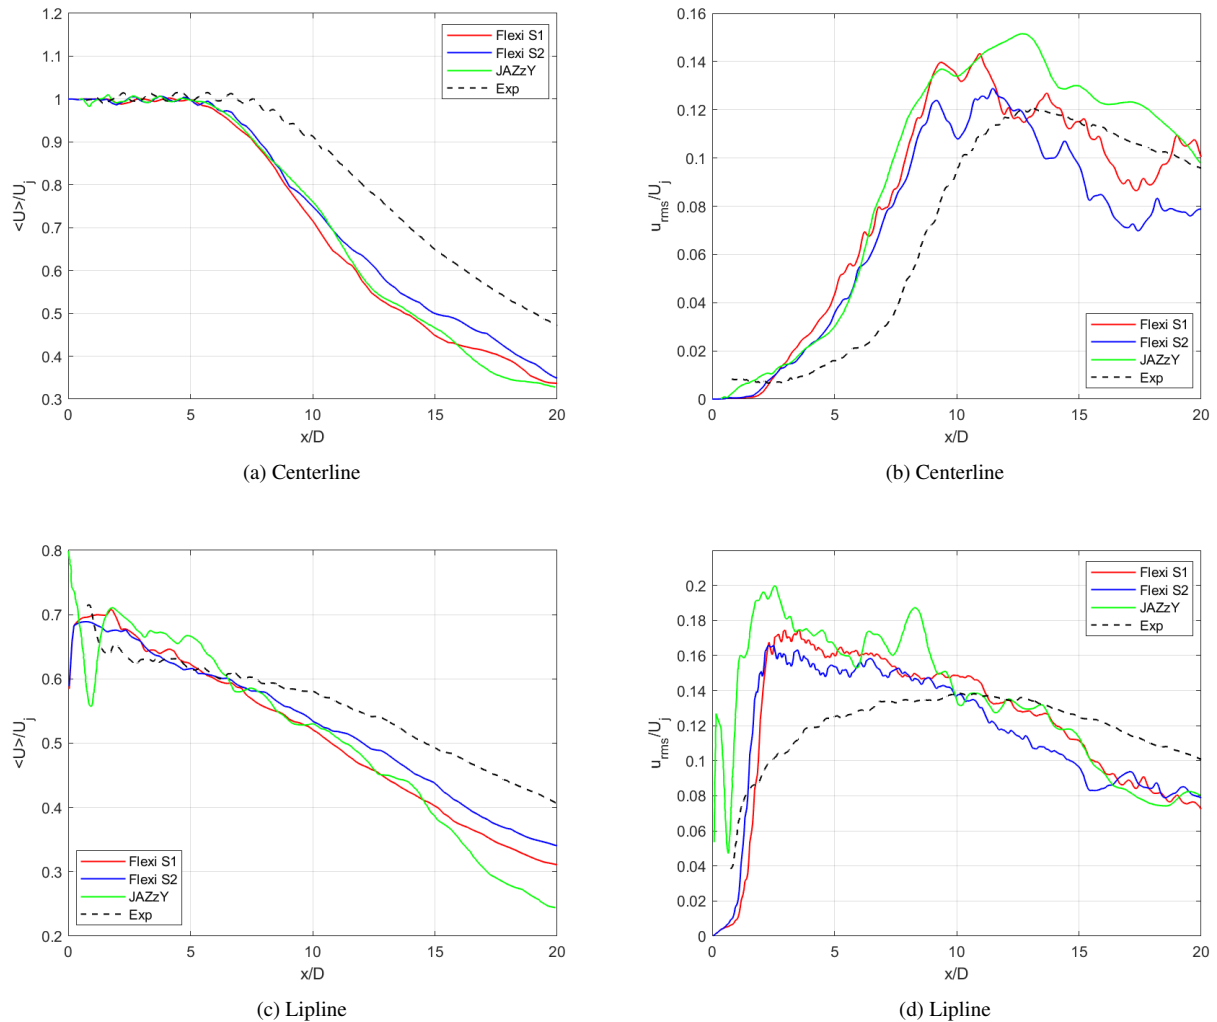 1.2
1.1
1
0.9
0.8
0.7
0.6
0.5
0.4
0.3
<U>/U_j
0
5
10
15
20
x/D
Flexi S1
Flexi S2
JAZzY
Exp
(a) Centerline
0.16
0.14
0.12
0.1
0.08
0.06
0.04
0.02
0
u_rms/U_j
0
5
10
15
20
x/D
Flexi S1
Flexi S2
JAZzY
Exp
(b) Centerline
0.8
0.7
0.6
0.5
0.4
0.3
0.2
<U>/U_j
0
5
10
15
20
x/D
Flexi S1
Flexi S2
JAZzY
Exp
(c) Lipline
0.2
0.18
0.16
0.14
0.12
0.1
0.08
0.06
0.04
0.02
0
u_rms/U_j
0
5
10
15
20
x/D
Flexi S1
Flexi S2
JAZzY
Exp
(d) Lipline